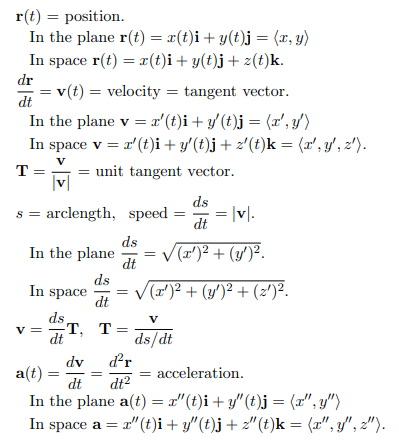 r(t) = position.
In the plane r(t) = x(t)i + y(t)j = ⟨x, y⟩
In space r(t) = x(t)i + y(t)j + z(t)k.
dr/dt = v(t) = velocity = tangent vector.
In the plane v = x′(t)i + y′(t)j = ⟨x′, y′⟩
In space v = x′(t)i + y′(t)j + z′(t)k = ⟨x′, y′, z′⟩.
T = v/|v| = unit tangent vector.
s = arclength, speed = ds/dt = |v|.
In the plane ds/dt = √((x′)² + (y′)²).
In space ds/dt = √((x′)² + (y′)² + (z′)²).
v = ds/dt T, T = v/(ds/dt)
a(t) = dv/dt = d²r/dt² = acceleration.
In the plane a(t) = x″(t)i + y″(t)j = ⟨x″, y″⟩
In space a = x″(t)i + y″(t)j + z″(t)k = ⟨x″, y″, z″⟩.